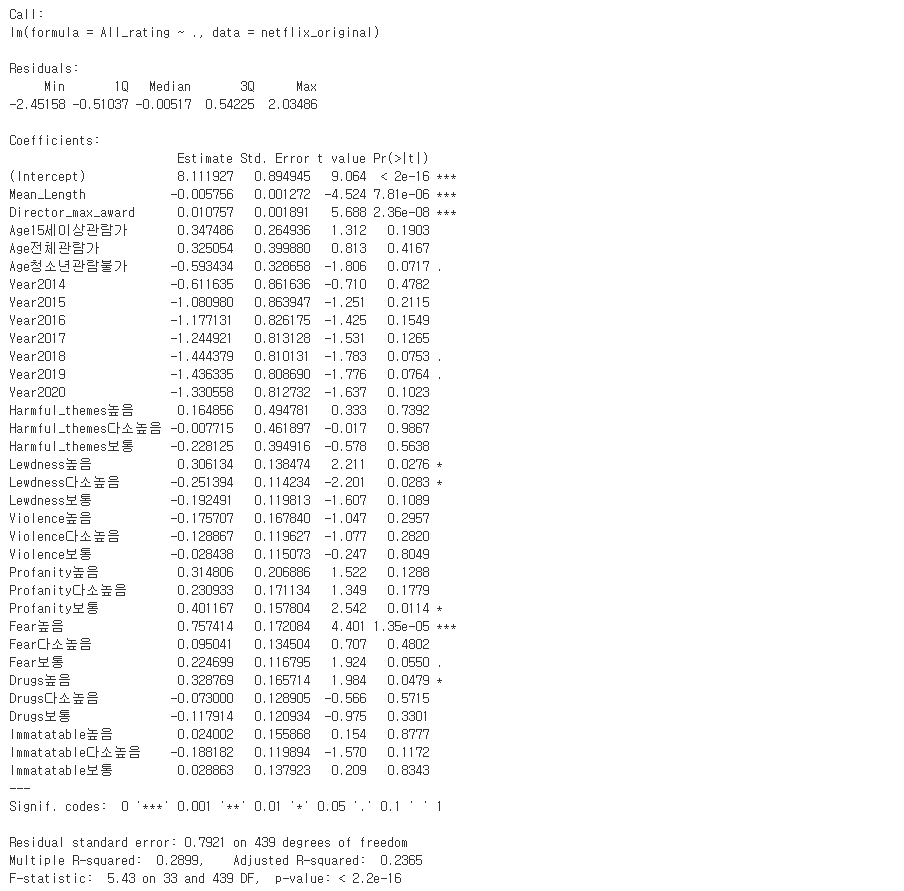 Call:
lm(formula = All_rating ~ ., data = netflix_original)
Residuals:
Min 1Q Median 3Q Max
-2.45158 -0.51037 -0.00517 0.54225 2.03486
Coefficients:
Estimate Std. Error t value Pr(>|t|)
(Intercept) 8.111927 0.894945 9.064 < 2e-16 ***
Mean_Length -0.005756 0.001272 -4.524 7.81e-06 ***
Director_max_award 0.010757 0.001891 5.688 2.36e-08 ***
Age15세이상관람가 0.347486 0.264936 1.312 0.1903
Age전체관람가 0.325054 0.399880 0.813 0.4167
Age청소년관람불가 -0.593434 0.328658 -1.806 0.0717 .
Year2014 -0.611635 0.861636 -0.710 0.4782
Year2015 -1.080980 0.863947 -1.251 0.2115
Year2016 -1.177131 0.826175 -1.425 0.1549
Year2017 -1.244921 0.813128 -1.531 0.1265
Year2018 -1.444379 0.810131 -1.783 0.0753 .
Year2019 -1.436335 0.808690 -1.776 0.0764 .
Year2020 -1.330558 0.812732 -1.637 0.1023
Harmful_themes높음 0.164856 0.494781 0.333 0.7392
Harmful_themes다소높음 -0.007715 0.461897 -0.017 0.9867
Harmful_themes보통 -0.228125 0.394916 -0.578 0.5638
Lewdness높음 0.306134 0.138474 2.211 0.0276 *
Lewdness다소높음 -0.251394 0.114234 -2.201 0.0283 *
Lewdness보통 -0.192491 0.119813 -1.607 0.1089
Violence높음 -0.175707 0.167840 -1.047 0.2957
Violence다소높음 -0.128867 0.119627 -1.077 0.2820
Violence보통 -0.028438 0.115073 -0.247 0.8049
Profanity높음 0.314806 0.206886 1.522 0.1288
Profanity다소높음 0.230933 0.171134 1.349 0.1779
Profanity보통 0.401167 0.157804 2.542 0.0114 *
Fear높음 0.757414 0.172084 4.401 1.35e-05 ***
Fear다소높음 0.095041 0.134504 0.707 0.4802
Fear보통 0.224699 0.116795 1.924 0.0550 .
Drugs높음 0.328769 0.165714 1.984 0.0479 *
Drugs다소높음 -0.073000 0.128905 -0.566 0.5715
Drugs보통 -0.117914 0.120934 -0.975 0.3301
Immatatable높음 0.024002 0.155868 0.154 0.8777
Immatatable다소높음 -0.188182 0.119894 -1.570 0.1172
Immatatable보통 0.028863 0.137923 0.209 0.8343
---
Signif. codes: 0 '***' 0.001 '**' 0.01 '*' 0.05 '.' 0.1 ' ' 1
Residual standard error: 0.7921 on 439 degrees of freedom
Multiple R-squared: 0.2899, Adjusted R-squared: 0.2365
F-statistic: 5.43 on 33 and 439 DF, p-value: < 2.2e-16